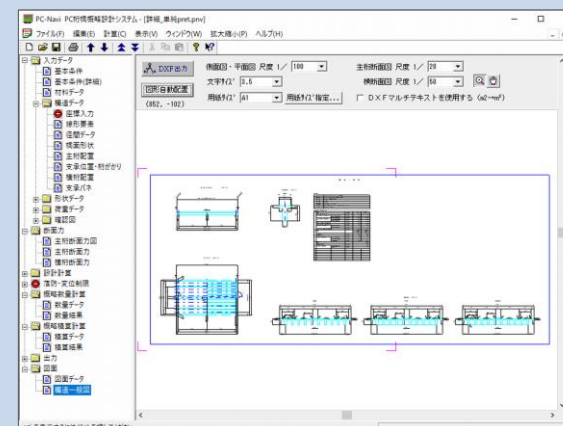 PC-Navi PC桁橋概略設計システム - [詳細_単純pret.pnv]
ファイル(F) 編集(E) 計算(C) 表示(V) ウィンドウ(W) 拡大縮小(P) ヘルプ(H)
入力データ
基本条件
基本条件(詳細)
材料データ
構造データ
座標入力
線形要素
径間データ
橋面形状
主桁配置
支承位置・桁がかり
横桁配置
支承バネ
形状データ
荷重データ
確認図
断面力
主桁断面力図
主桁断面力
横桁断面力
設計計算
落防・変位制限
概略数量計算
数量データ
数量結果
概略積算計算
積算データ
積算結果
出力
図面
図面データ
構造一般図
DXF出力
図形自動配置
(852, -102)
側面図・平面図 尺度 1/ 100
主桁断面図 尺度 1/ 20
文字サイズ 3.5
横断面図 尺度 1/ 50
用紙サイズ A1 用紙サイズ指定...
DXFマルチテキストを使用する (m2→㎡)